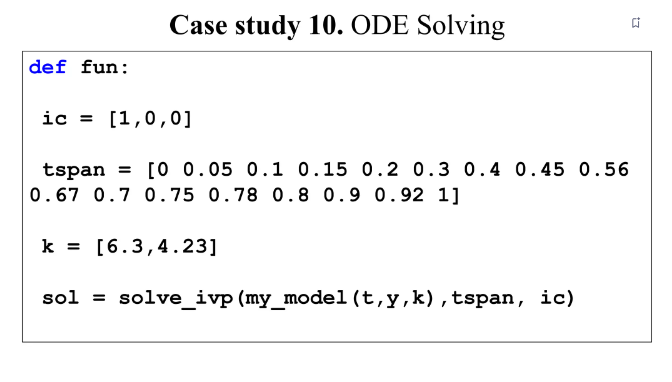 Case study 10. ODE Solving
def fun:
ic = [1,0,0]
tspan = [0 0.05 0.1 0.15 0.2 0.3 0.4 0.45 0.56
0.67 0.7 0.75 0.78 0.8 0.9 0.92 1]
k = [6.3,4.23]
sol = solve_ivp(my_model(t,y,k),tspan, ic)